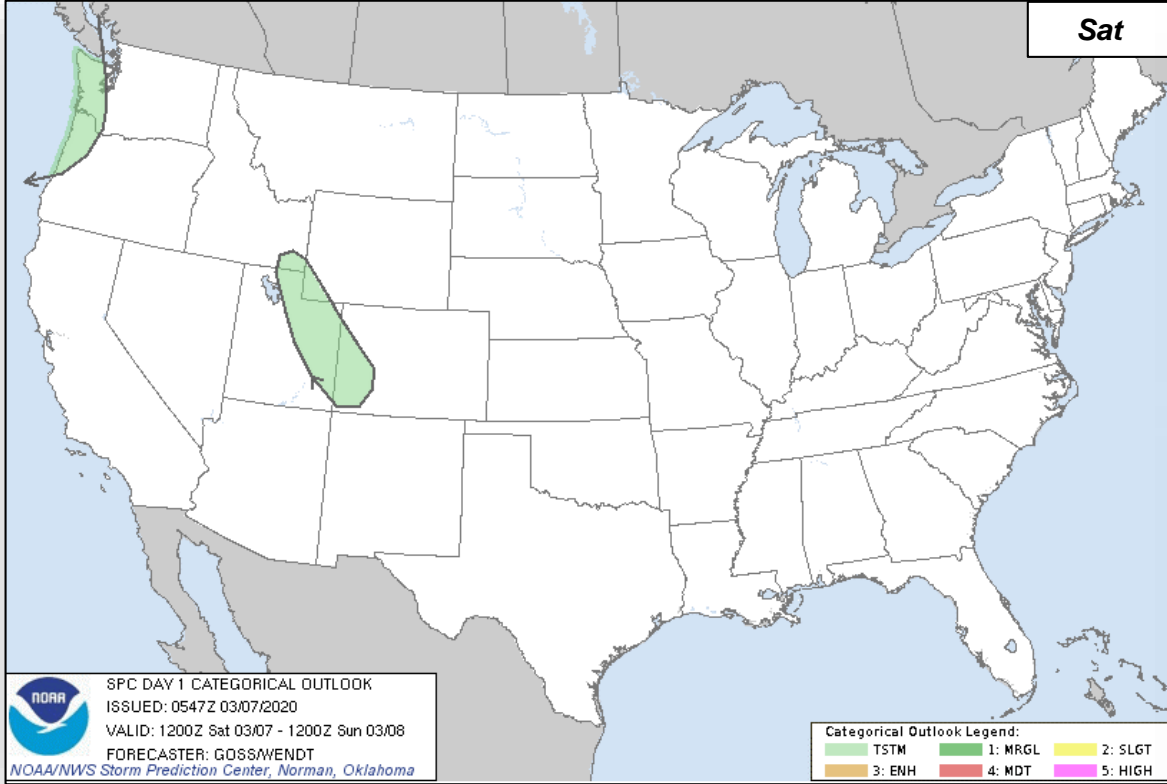 Sat
NOAA
SPC DAY 1 CATEGORICAL OUTLOOK
ISSUED: 0547Z 03/07/2020
VALID: 1200Z Sat 03/07 - 1200Z Sun 03/08
FORECASTER: GOSS/WENDT
NOAA/NWS Storm Prediction Center, Norman, Oklahoma
Categorical Outlook Legend:
TSTM 1: MRGL 2: SLGT
3: ENH 4: MDT 5: HIGH